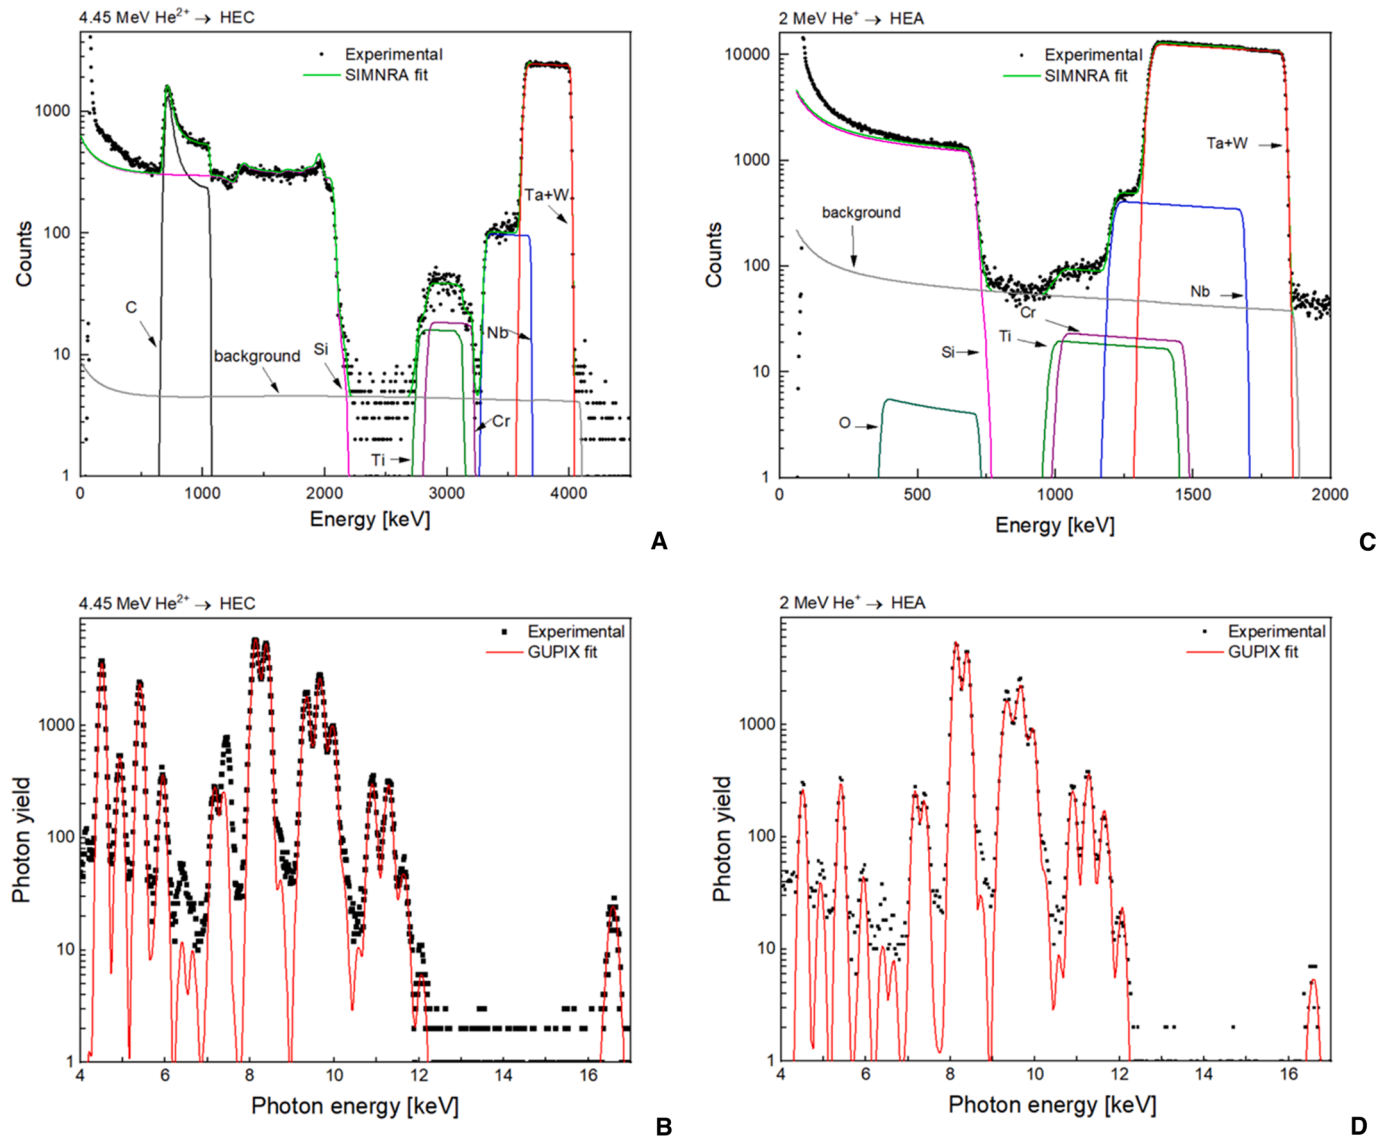 4.45 MeV He²⁺ → HEC
Experimental
SIMNRA fit
1000
100
10
1
Counts
C
background
Si
Ti
Cr
Nb
Ta+W
0 1000 2000 3000 4000
Energy [keV]
A
2 MeV He⁺ → HEA
Experimental
SIMNRA fit
10000
1000
100
10
1
Counts
Ta+W
background
Nb
Cr
Ti
Si
O
0 500 1000 1500 2000
Energy [keV]
C
4.45 MeV He²⁺ → HEC
Experimental
GUPIX fit
1000
100
10
1
Photon yield
4 6 8 10 12 14 16
Photon energy [keV]
B
2 MeV He⁺ → HEA
Experimental
GUPIX fit
1000
100
10
1
Photon yield
4 6 8 10 12 14 16
Photon energy [keV]
D